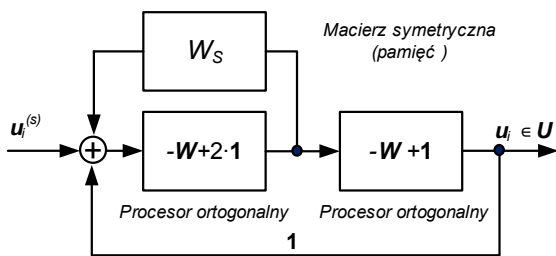 W_S
Macierz symetryczna
(pamięć )
u_i^(s)
u_i ∈ U
+
-W+2·1
-W +1
Procesor ortogonalny
Procesor ortogonalny
1